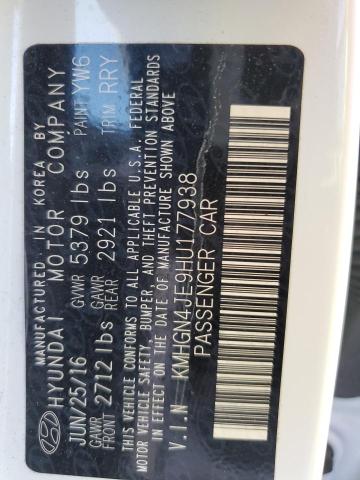 MANUFACTURED IN KOREA BY
HYUNDAI MOTOR COMPANY
JUN/25/16 GVWR 5379 lbs PAINT YW6
GAWR FRONT 2712 lbs GAWR REAR 2921 lbs TRIM RRY
THIS VEHICLE CONFORMS TO ALL APPLICABLE U.S.A. FEDERAL
MOTOR VEHICLE SAFETY, BUMPER, AND THEFT PREVENTION STANDARDS
IN EFFECT ON THE DATE OF MANUFACTURE SHOWN ABOVE
V.I.N KMHGN4JE9HU177938
PASSENGER CAR